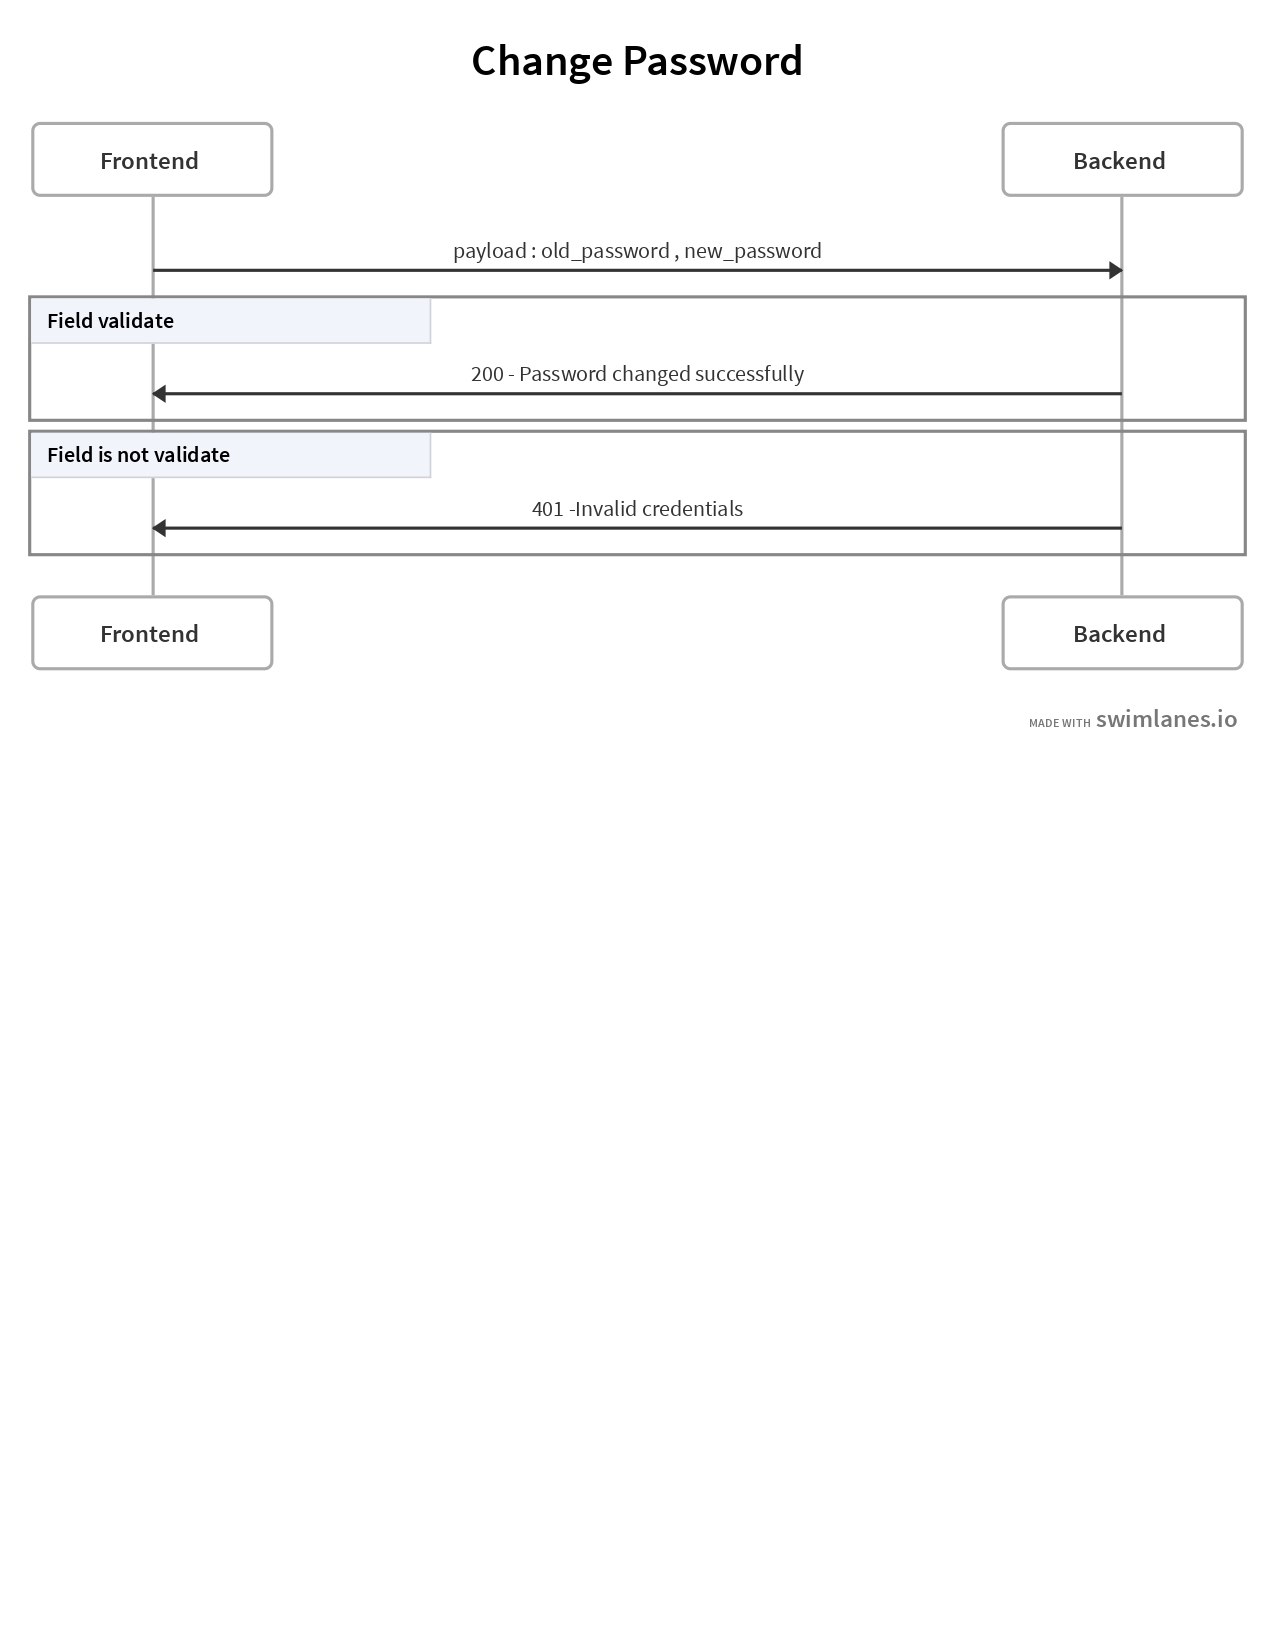 Change Password
Frontend
Backend
payload : old_password , new_password
Field validate
200 - Password changed successfully
Field is not validate
401 -Invalid credentials
Frontend
Backend
MADE WITH swimlanes.io